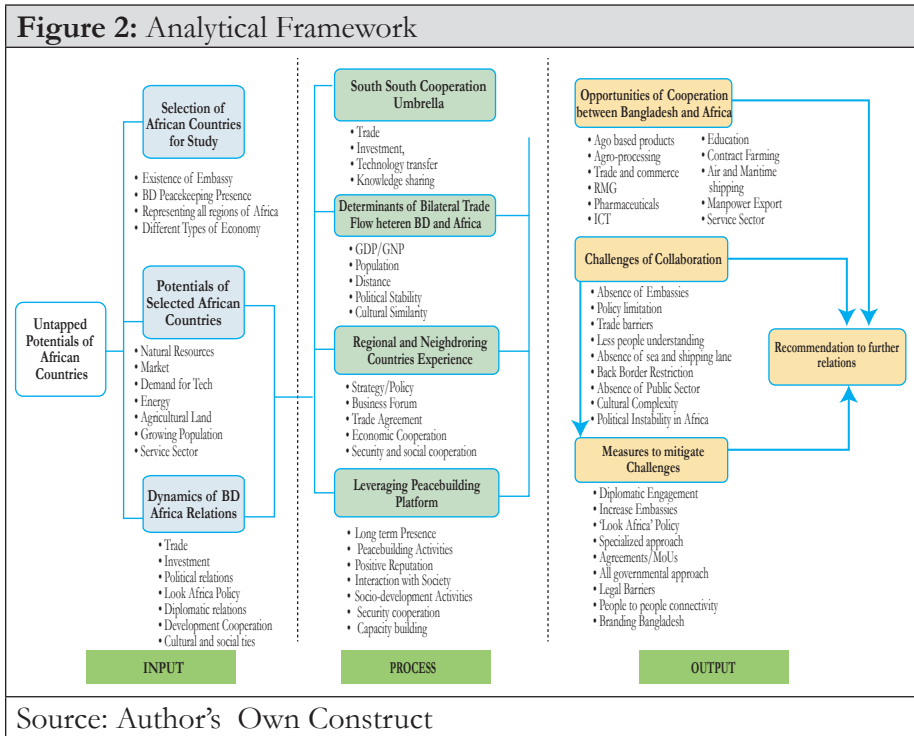 Figure 2: Analytical Framework
Untapped
Potentials of
African
Countries
Selection of
African Countries
for Study
• Existence of Embassy
• BD Peacekeeping Presence
• Representing all regions of Africa
• Different Types of Economy
Potentials of
Selected African
Countries
• Natural Resources
• Market
• Demand for Tech
• Energy
• Agricultural Land
• Growing Population
• Service Sector
Dynamics of BD
Africa Relations
• Trade
• Investment
• Political relations
• Look Africa Policy
• Diplomatic relations
• Development Cooperation
• Cultural and social ties
INPUT
South South Cooperation
Umbrella
• Trade
• Investment,
• Technology transfer
• Knowledge sharing
Determinants of Bilateral Trade
Flow heteren BD and Africa
• GDP/GNP
• Population
• Distance
• Political Stability
• Cultural Similarity
Regional and Neighdroring
Countries Experience
• Strategy/Policy
• Business Forum
• Trade Agreement
• Economic Cooperation
• Security and social cooperation
Leveraging Peacebuilding
Platform
• Long term Presence
• Peacebuilding Activities
• Positive Reputation
• Interaction with Society
• Socio-development Activities
• Security cooperation
• Capacity building
PROCESS
Opportunities of Cooperation
between Bangladesh and Africa
• Ago based products
• Agro-processing
• Trade and commerce
• RMG
• Pharmaceuticals
• ICT
• Education
• Contract Farming
• Air and Maritime
shipping
• Manpower Export
• Service Sector
Challenges of Collaboration
• Absence of Embassies
• Policy limitation
• Trade barriers
• Less people understanding
• Absence of sea and shipping lane
• Back Border Restriction
• Absence of Public Sector
• Cultural Complexity
• Political Instability in Africa
Measures to mitigate
Challenges
• Diplomatic Engagement
• Increase Embassies
• 'Look Africa' Policy
• Specialized approach
• Agreements/MoUs
• All governmental approach
• Legal Barriers
• People to people connectivity
• Branding Bangladesh
Recommendation to further
relations
OUTPUT
Source: Author's Own Construct